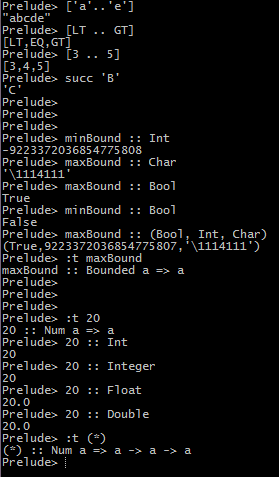 Prelude> ['a'..'e']
"abcde"
Prelude> [LT .. GT]
[LT,EQ,GT]
Prelude> [3 .. 5]
[3,4,5]
Prelude> succ 'B'
'C'
Prelude>
Prelude>
Prelude>
Prelude> minBound :: Int
-9223372036854775808
Prelude> maxBound :: Char
'\1114111'
Prelude> maxBound :: Bool
True
Prelude> minBound :: Bool
False
Prelude> maxBound :: (Bool, Int, Char)
(True,9223372036854775807,'\1114111')
Prelude> :t maxBound
maxBound :: Bounded a => a
Prelude>
Prelude>
Prelude> :t 20
20 :: Num a => a
Prelude> 20 :: Int
20
Prelude> 20 :: Integer
20
Prelude> 20 :: Float
20.0
Prelude> 20 :: Double
20.0
Prelude> :t (*)
(*) :: Num a => a -> a -> a
Prelude>